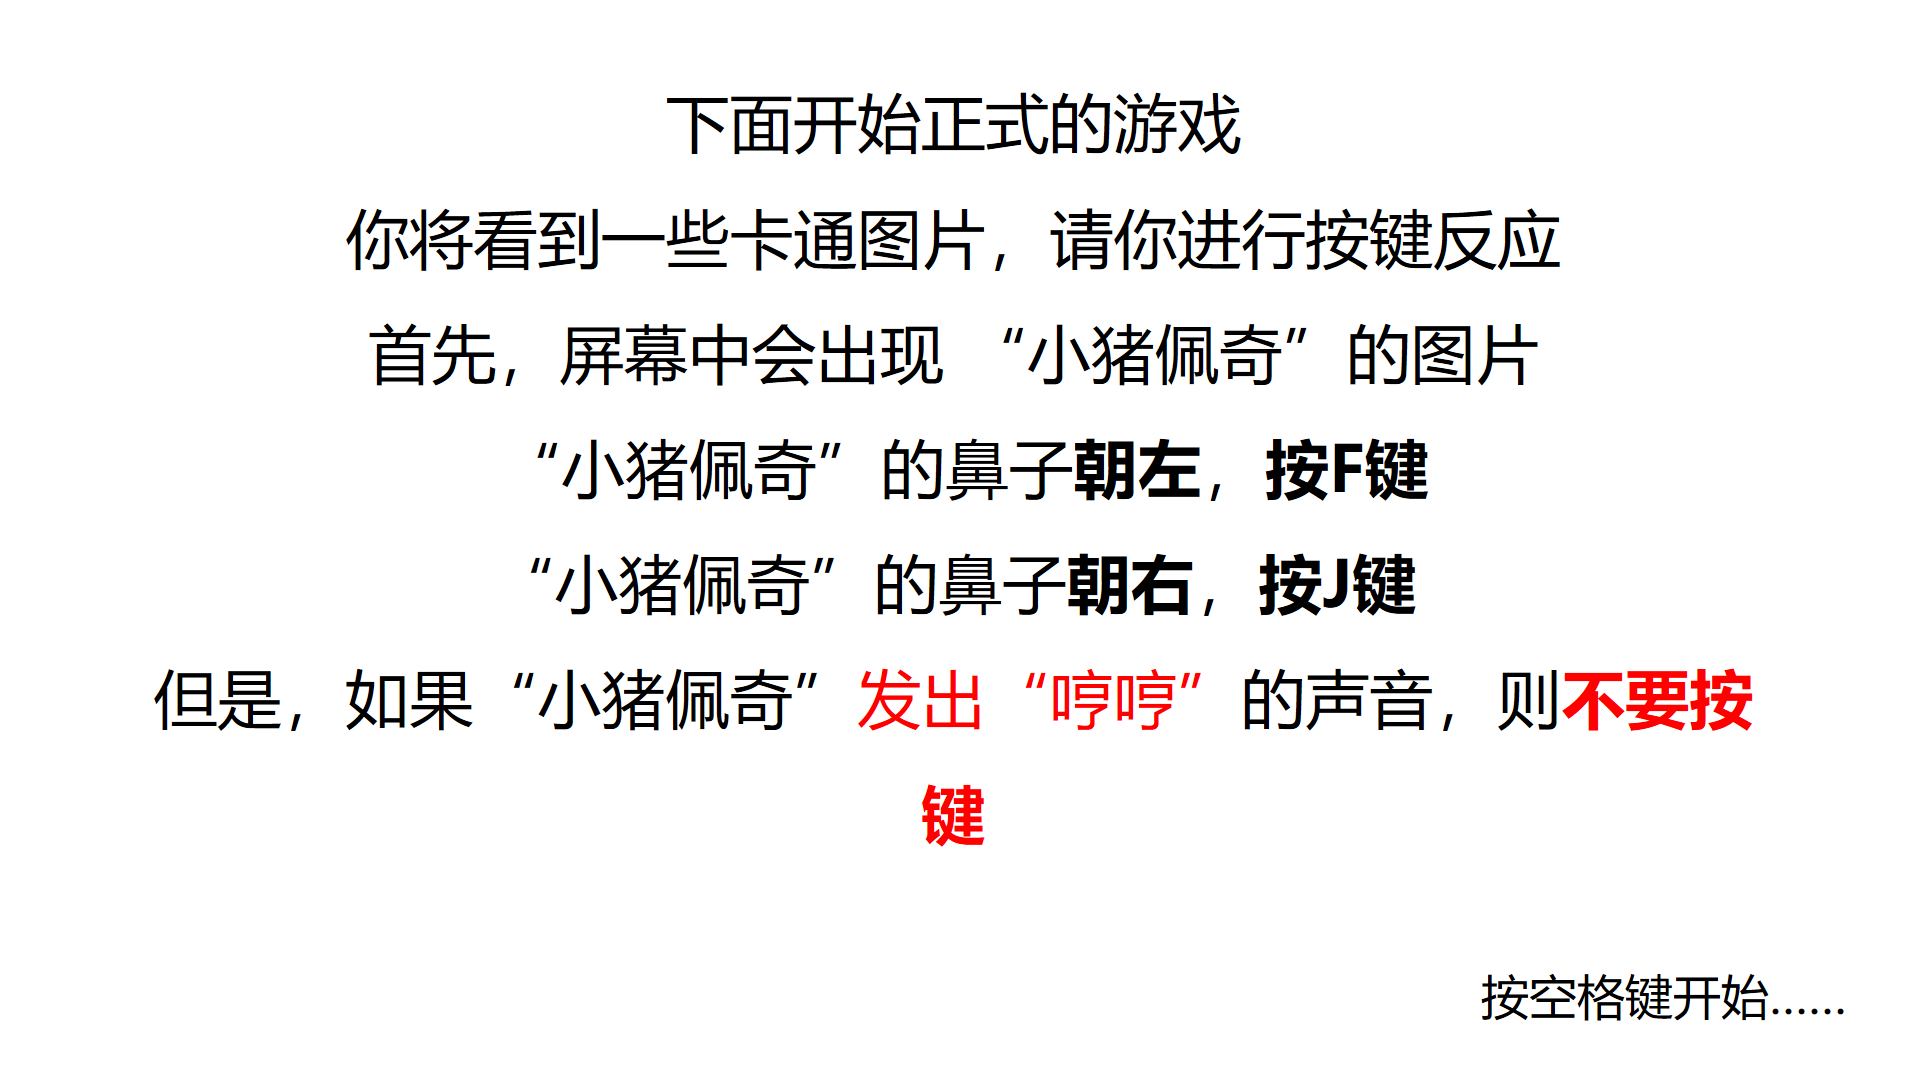 下面开始正式的游戏
你将看到一些卡通图片，请你进行按键反应
首先，屏幕中会出现 “小猪佩奇”的图片
“小猪佩奇”的鼻子朝左，按F键
“小猪佩奇”的鼻子朝右，按J键
但是，如果“小猪佩奇”发出“哼哼”的声音，则不要按
键
按空格键开始......